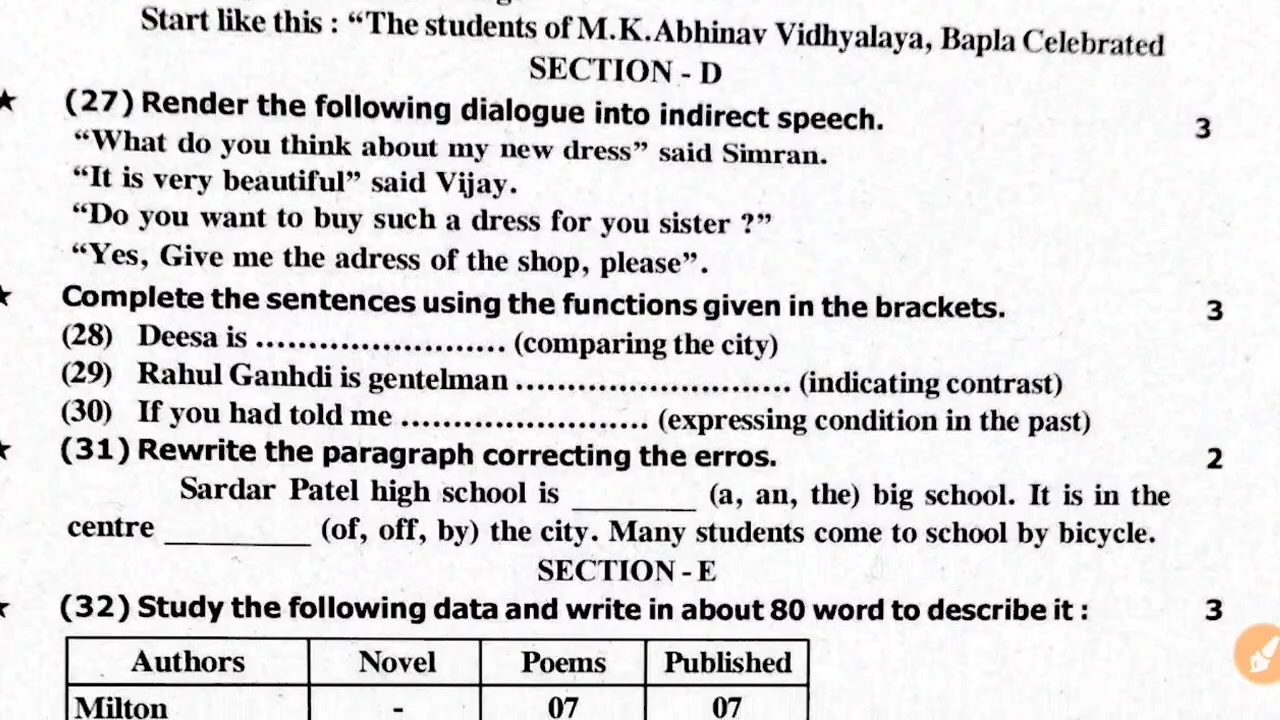 Start like this : “The students of M.K.Abhinav Vidhyalaya, Bapla Celebrated
SECTION - D
(27) Render the following dialogue into indirect speech. 3
“What do you think about my new dress” said Simran.
“It is very beautiful” said Vijay.
“Do you want to buy such a dress for you sister ?”
“Yes, Give me the adress of the shop, please”.
Complete the sentences using the functions given in the brackets. 3
(28) Deesa is ........................ (comparing the city)
(29) Rahul Ganhdi is gentelman ........................... (indicating contrast)
(30) If you had told me ........................ (expressing condition in the past)
(31) Rewrite the paragraph correcting the erros. 2
Sardar Patel high school is ________ (a, an, the) big school. It is in the
centre __________ (of, off, by) the city. Many students come to school by bicycle.
SECTION - E
(32) Study the following data and write in about 80 word to describe it : 3
Authors Novel Poems Published
Milton - 07 07